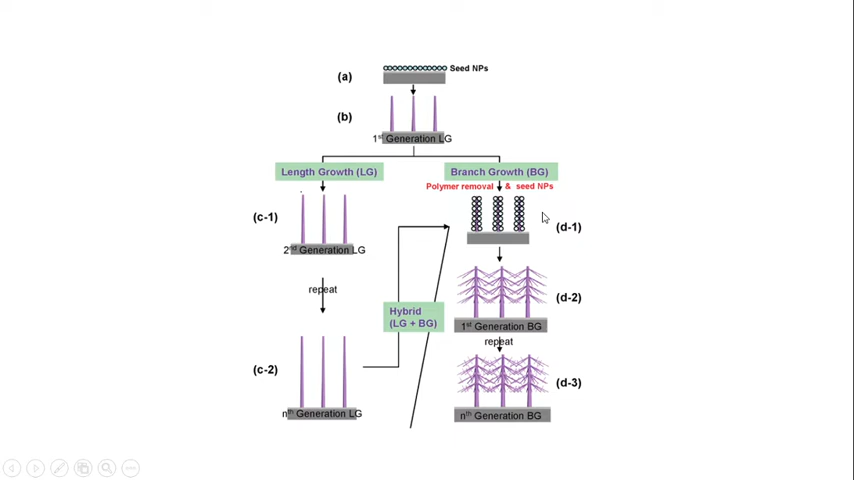 Seed NPs
(a)
(b)
1st Generation LG
Length Growth (LG)
Branch Growth (BG)
Polymer removal & seed NPs
(c-1)
(d-1)
2nd Generation LG
repeat
(d-2)
Hybrid
(LG + BG)
1st Generation BG
repeat
(c-2)
(d-3)
nth Generation LG
nth Generation BG